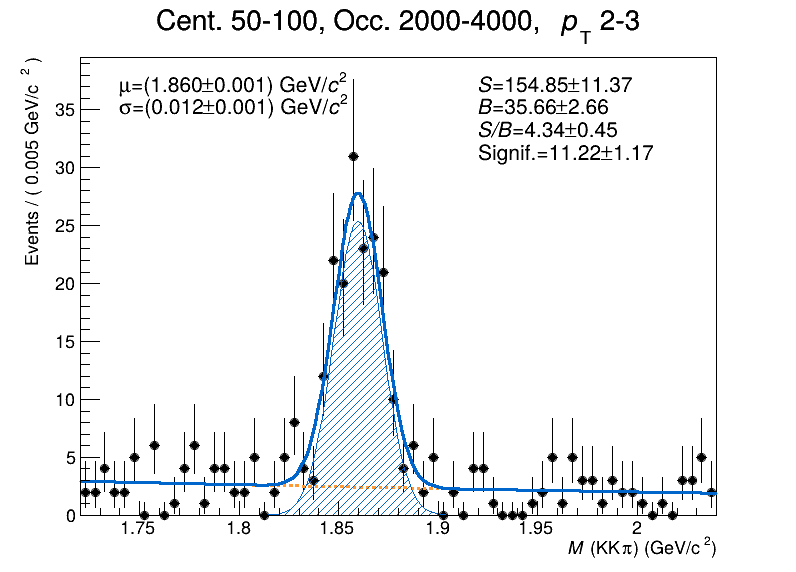 Cent. 50-100, Occ. 2000-4000, p_T 2-3
μ=(1.860±0.001) GeV/c²
σ=(0.012±0.001) GeV/c²
S=154.85±11.37
B=35.66±2.66
S/B=4.34±0.45
Signif.=11.22±1.17
Events / ( 0.005 GeV/c² )
35
30
25
20
15
10
5
0
1.75 1.8 1.85 1.9 1.95 2
M (KKπ) (GeV/c²)